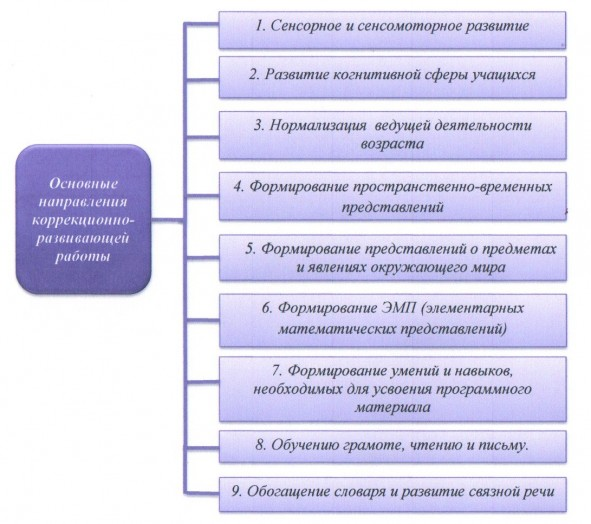 Основные
направления
коррекционно-
развивающей
работы
1. Сенсорное и сенсомоторное развитие
2. Развитие когнитивной сферы учащихся
3. Нормализация ведущей деятельности
возраста
4. Формирование пространственно-временных
представлений
5. Формирование представлений о предметах
и явлениях окружающего мира
6. Формирование ЭМП (элементарных
математических представлений)
7. Формирование умений и навыков,
необходимых для усвоения программного
материала
8. Обучению грамоте, чтению и письму.
9. Обогащение словаря и развитие связной речи